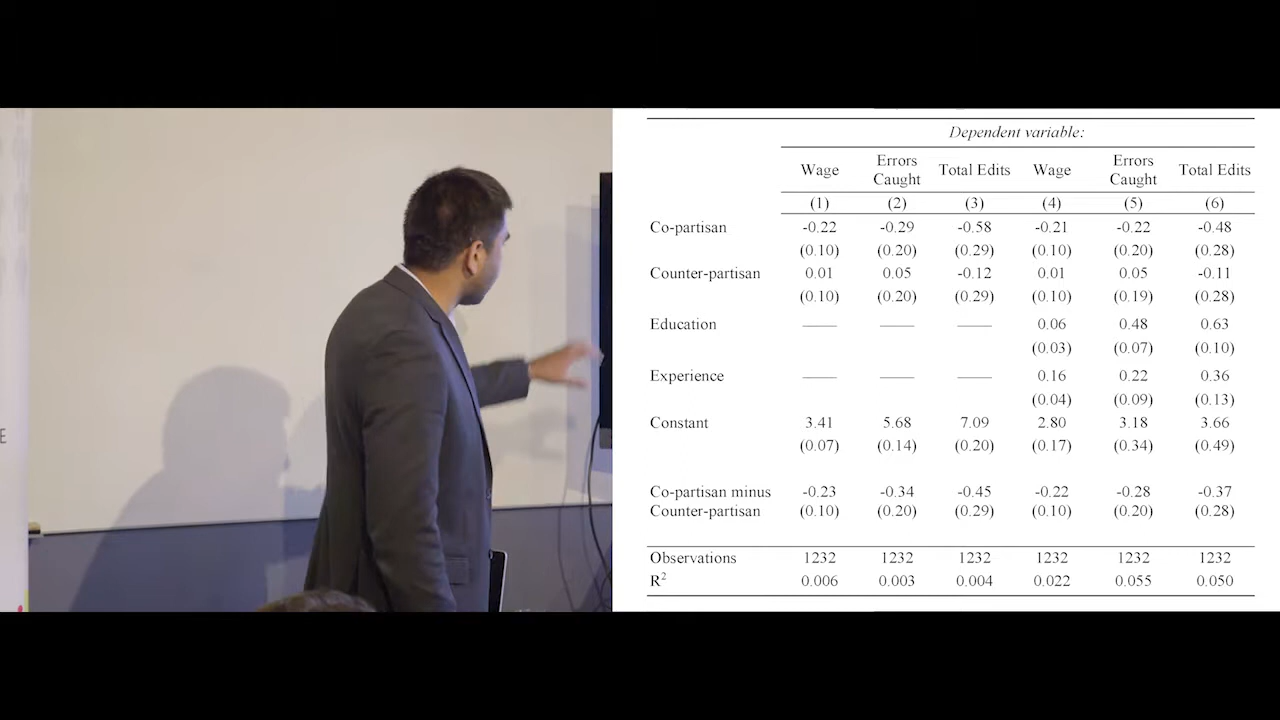 E
Dependent variable:
Wage Errors Caught Total Edits Wage Errors Caught Total Edits
(1) (2) (3) (4) (5) (6)
Co-partisan -0.22 -0.29 -0.58 -0.21 -0.22 -0.48
(0.10) (0.20) (0.29) (0.10) (0.20) (0.28)
Counter-partisan 0.01 0.05 -0.12 0.01 0.05 -0.11
(0.10) (0.20) (0.29) (0.10) (0.19) (0.28)
Education —— —— —— 0.06 0.48 0.63
(0.03) (0.07) (0.10)
Experience —— —— —— 0.16 0.22 0.36
(0.04) (0.09) (0.13)
Constant 3.41 5.68 7.09 2.80 3.18 3.66
(0.07) (0.14) (0.20) (0.17) (0.34) (0.49)
Co-partisan minus -0.23 -0.34 -0.45 -0.22 -0.28 -0.37
Counter-partisan (0.10) (0.20) (0.29) (0.10) (0.20) (0.28)
Observations 1232 1232 1232 1232 1232 1232
R² 0.006 0.003 0.004 0.022 0.055 0.050